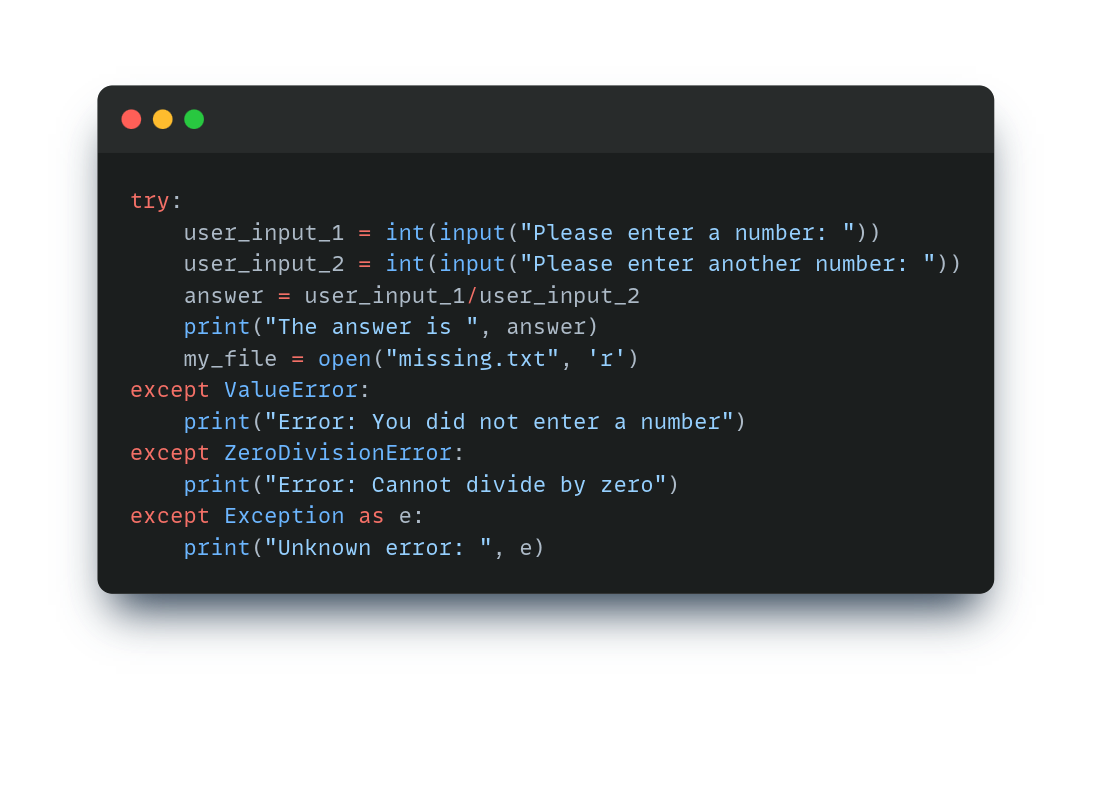 try:
    user_input_1 = int(input("Please enter a number: "))
    user_input_2 = int(input("Please enter another number: "))
    answer = user_input_1/user_input_2
    print("The answer is ", answer)
    my_file = open("missing.txt", 'r')
except ValueError:
    print("Error: You did not enter a number")
except ZeroDivisionError:
    print("Error: Cannot divide by zero")
except Exception as e:
    print("Unknown error: ", e)